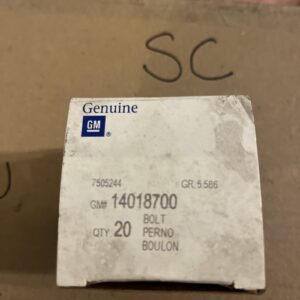 SC
Genuine
GM
®
7505244 GR. 5.586
GM# 14018700
BOLT
QTY. 20 PERNO
BOULON